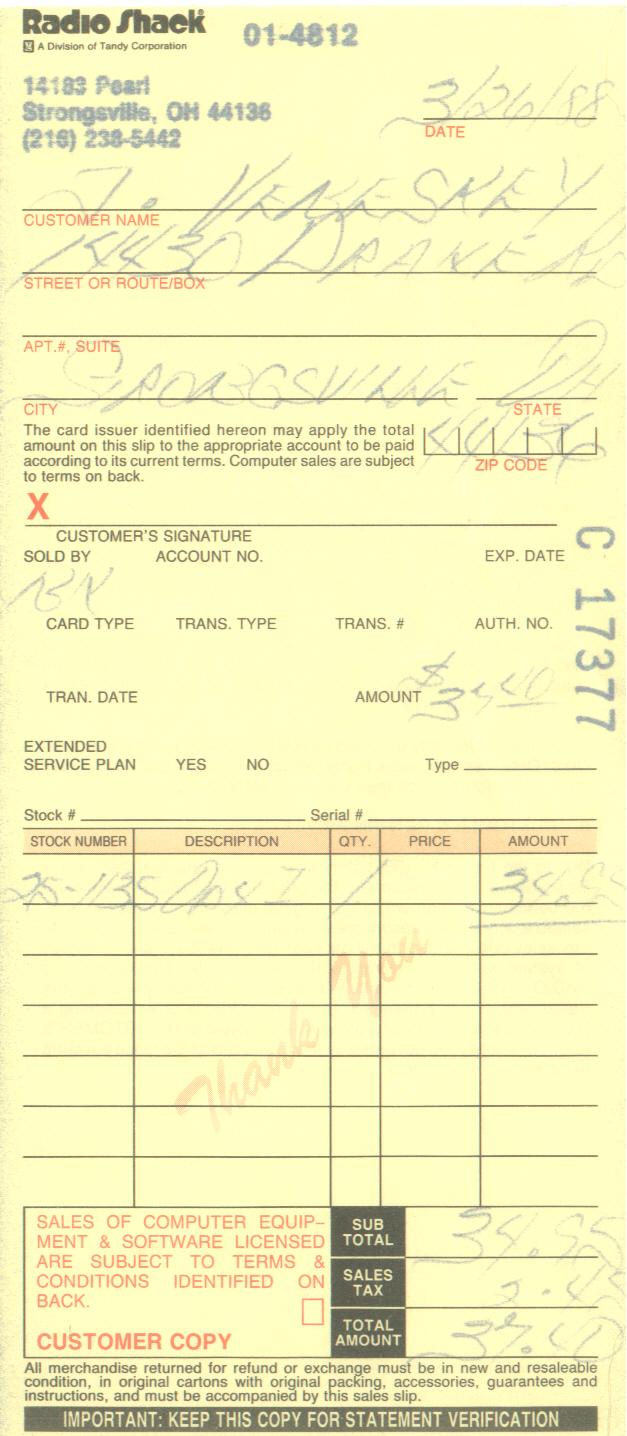 Radio Shack 01-4812
A Division of Tandy Corporation
14183 Pearl
Strongsville, OH 44136
(216) 238-5442
3/26/88
DATE
CUSTOMER NAME
STREET OR ROUTE/BOX
APT.#, SUITE
OH
CITY STATE
The card issuer identified hereon may apply the total
amount on this slip to the appropriate account to be paid
according to its current terms. Computer sales are subject
to terms on back.
44136
ZIP CODE
X
CUSTOMER'S SIGNATURE
SOLD BY ACCOUNT NO. EXP. DATE
C 17377
CARD TYPE TRANS. TYPE TRANS. # AUTH. NO.
TRAN. DATE AMOUNT $37.40
EXTENDED
SERVICE PLAN YES NO Type
Stock # Serial #
STOCK NUMBER DESCRIPTION QTY. PRICE AMOUNT
25-1135 1 34.95
Thank You
SALES OF COMPUTER EQUIP-
MENT & SOFTWARE LICENSED
ARE SUBJECT TO TERMS &
CONDITIONS IDENTIFIED ON
BACK.
CUSTOMER COPY
SUB
TOTAL 34.95
SALES
TAX 2.45
TOTAL
AMOUNT 37.40
All merchandise returned for refund or exchange must be in new and resaleable
condition, in original cartons with original packing, accessories, guarantees and
instructions, and must be accompanied by this sales slip.
IMPORTANT: KEEP THIS COPY FOR STATEMENT VERIFICATION